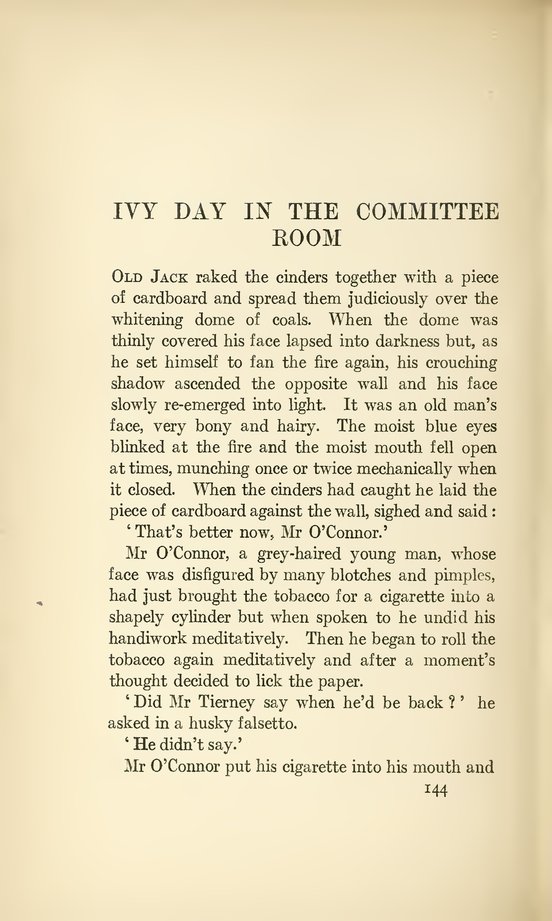 IVY DAY IN THE COMMITTEE
ROOM
OLD JACK raked the cinders together with a piece
of cardboard and spread them judiciously over the
whitening dome of coals. When the dome was
thinly covered his face lapsed into darkness but, as
he set himself to fan the fire again, his crouching
shadow ascended the opposite wall and his face
slowly re-emerged into light. It was an old man's
face, very bony and hairy. The moist blue eyes
blinked at the fire and the moist mouth fell open
at times, munching once or twice mechanically when
it closed. When the cinders had caught he laid the
piece of cardboard against the wall, sighed and said :
‘ That's better now, Mr O'Connor.’
Mr O'Connor, a grey-haired young man, whose
face was disfigured by many blotches and pimples,
had just brought the tobacco for a cigarette into a
shapely cylinder but when spoken to he undid his
handiwork meditatively. Then he began to roll the
tobacco again meditatively and after a moment's
thought decided to lick the paper.
‘ Did Mr Tierney say when he'd be back ? ’ he
asked in a husky falsetto.
‘ He didn't say.’
Mr O'Connor put his cigarette into his mouth and
144